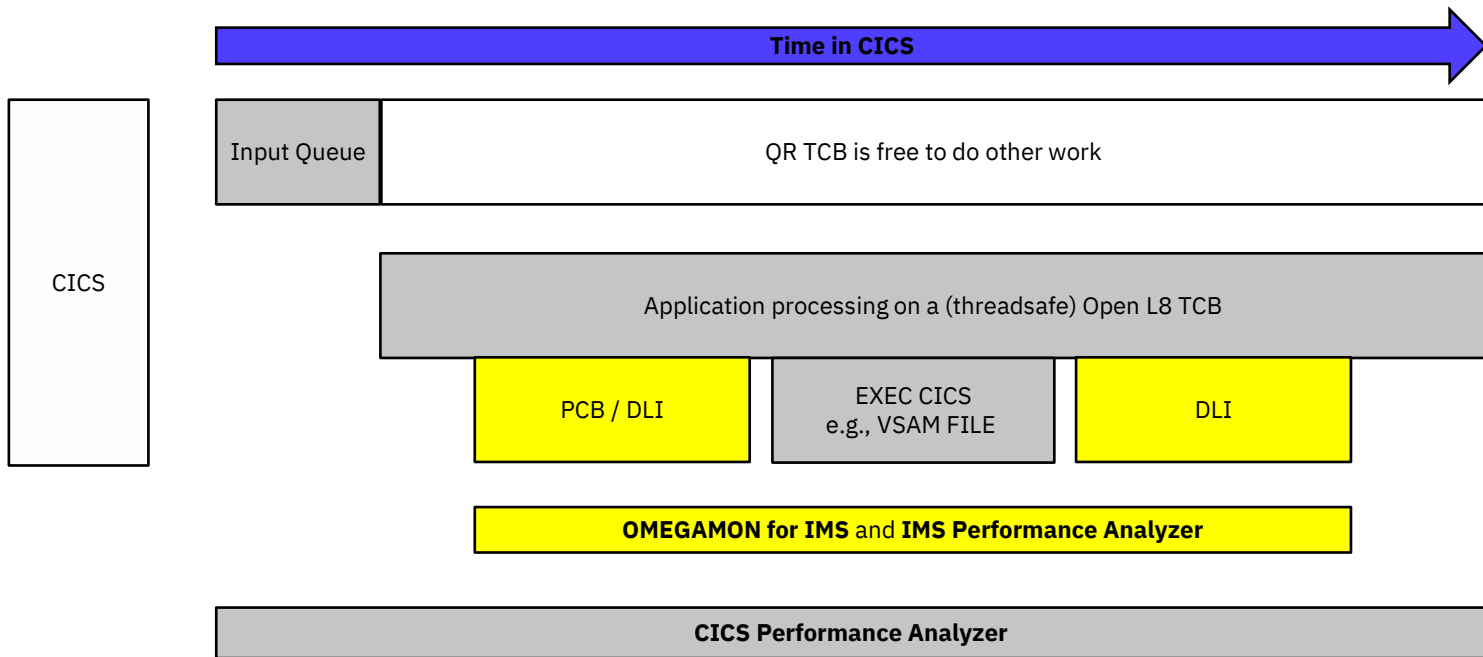 Time in CICS
Input Queue
QR TCB is free to do other work
CICS
Application processing on a (threadsafe) Open L8 TCB
PCB / DLI
EXEC CICS
e.g., VSAM FILE
DLI
OMEGAMON for IMS and IMS Performance Analyzer
CICS Performance Analyzer